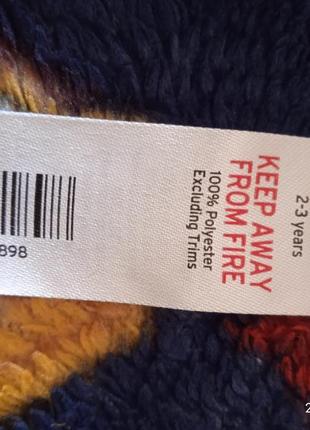 2-3 years
KEEP AWAY
FROM FIRE
100% Polyester
Excluding Trims
898